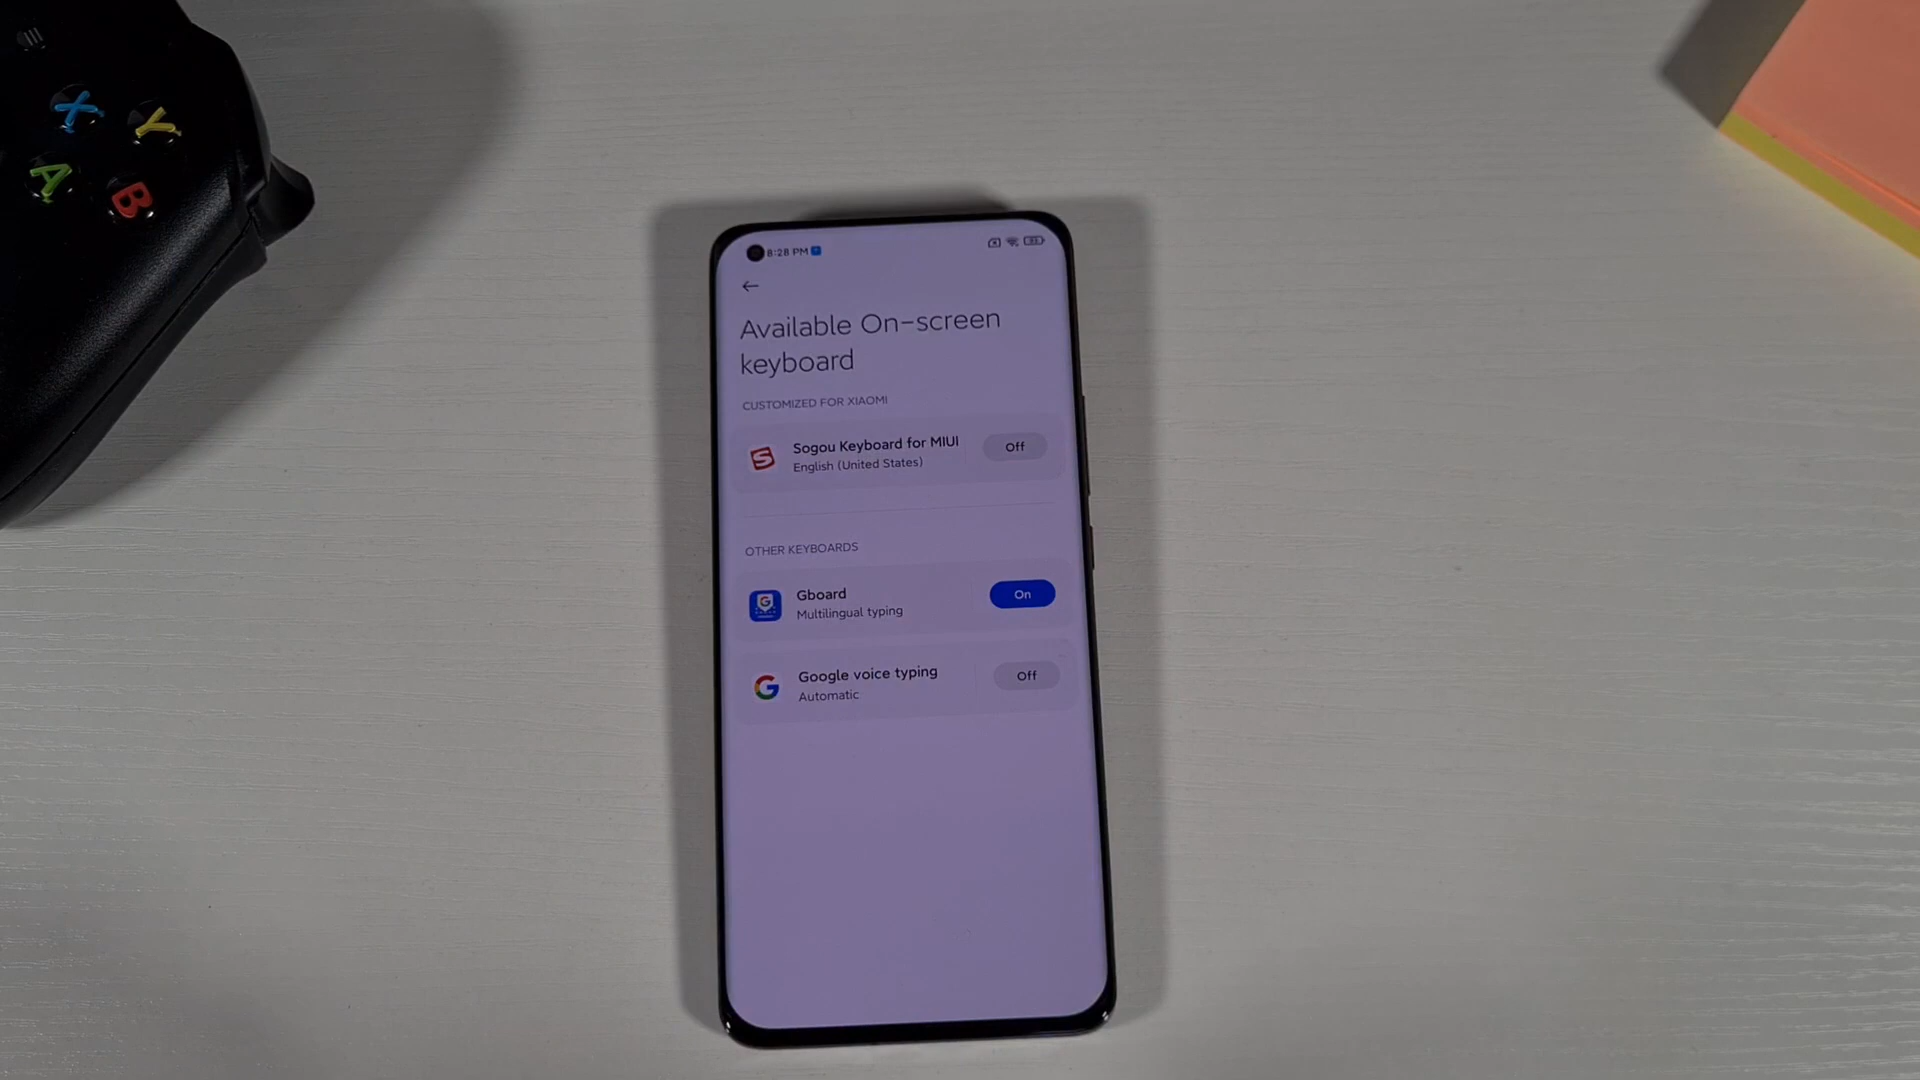 X
Y
A
B
8:28 PM
Available On-screen
keyboard
CUSTOMIZED FOR XIAOMI
Sogou Keyboard for MIUI
English (United States)
Off
OTHER KEYBOARDS
Gboard
Multilingual typing
On
Google voice typing
Automatic
Off